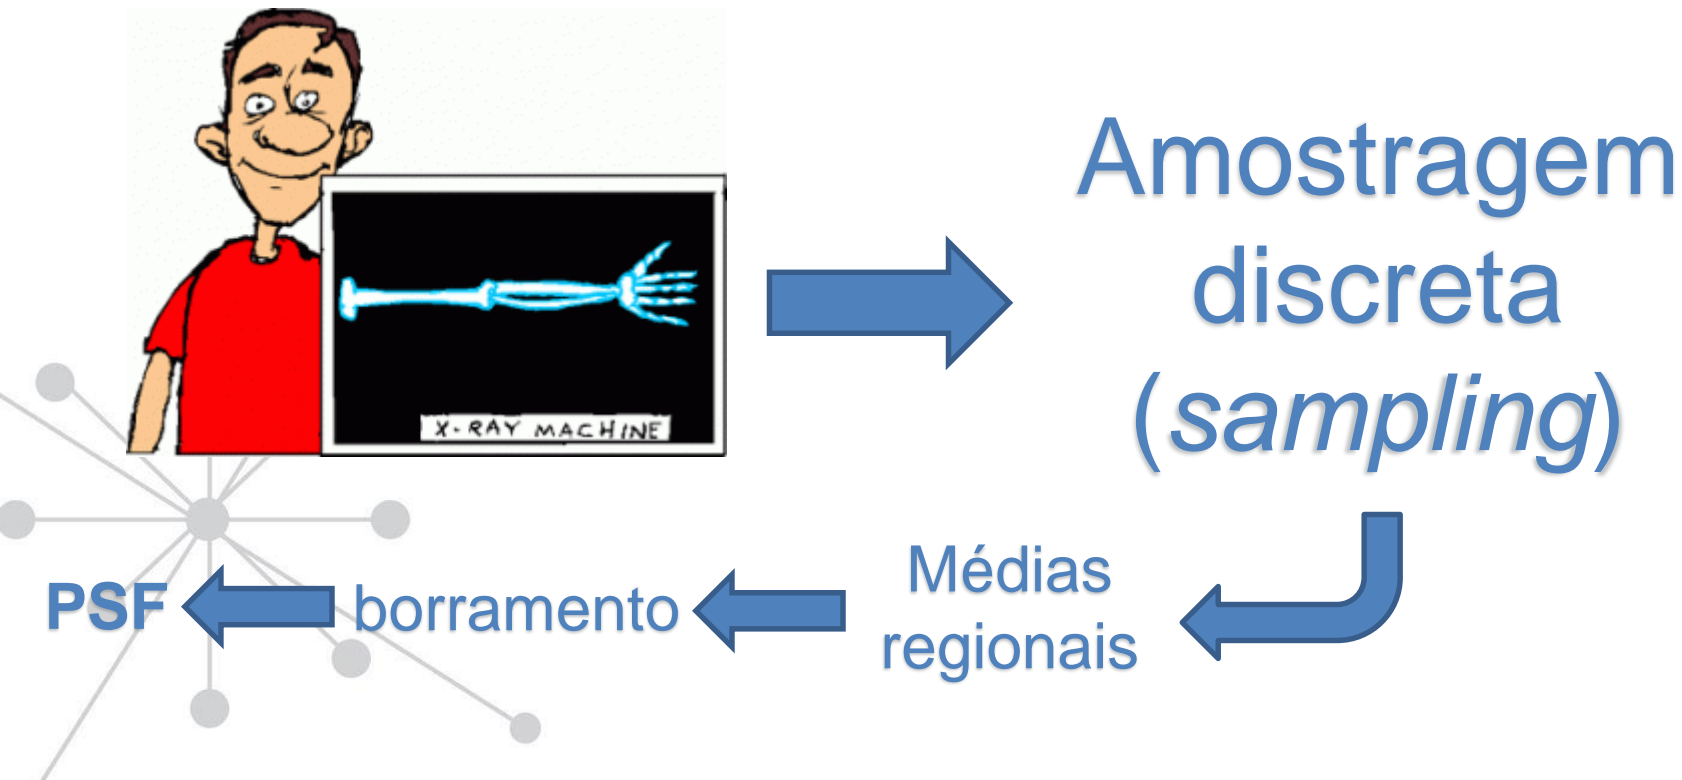 X-RAY MACHINE
Amostragem
discreta
(sampling)
Médias
regionais
borramento
PSF